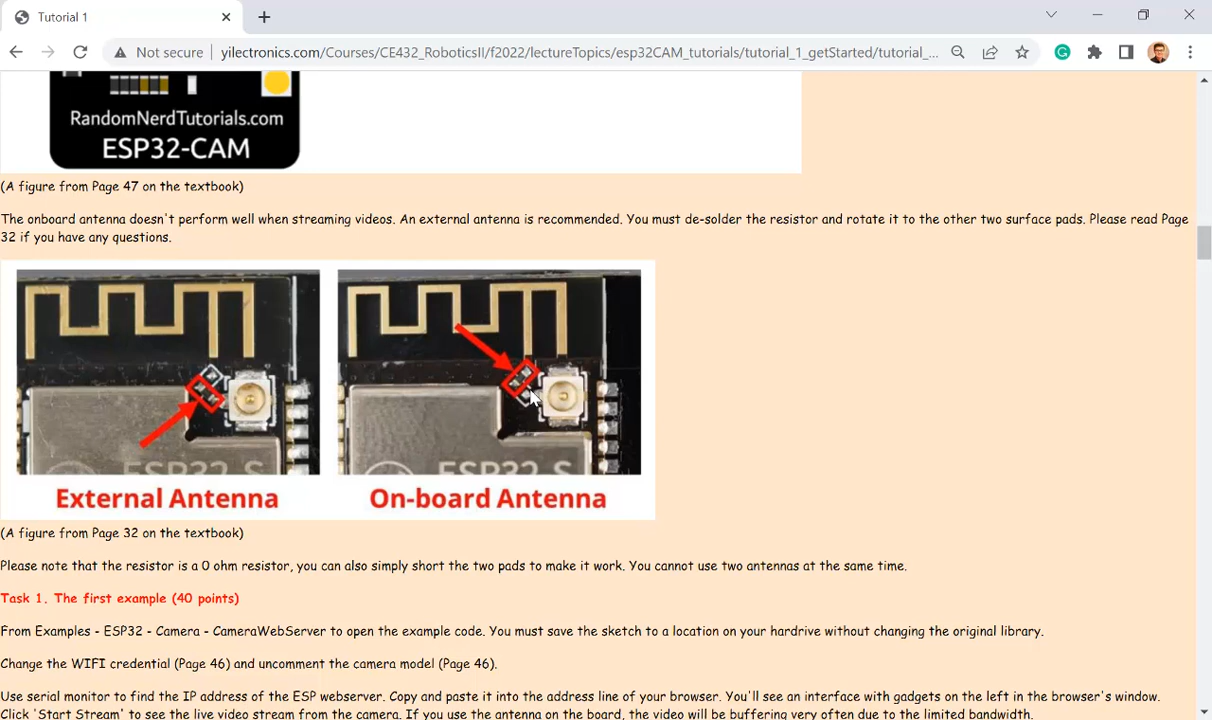 Tutorial 1
Not secure
yilectronics.com/Courses/CE432_RoboticsII/f2022/lectureTopics/esp32CAM_tutorials/tutorial_1_getStarted/tutorial_...
RandomNerdTutorials.com
ESP32-CAM
(A figure from Page 47 on the textbook)
The onboard antenna doesn't perform well when streaming videos. An external antenna is recommended. You must de-solder the resistor and rotate it to the other two surface pads. Please read Page
32 if you have any questions.
ESP32-S
ESP32-S
External Antenna
On-board Antenna
(A figure from Page 32 on the textbook)
Please note that the resistor is a 0 ohm resistor, you can also simply short the two pads to make it work. You cannot use two antennas at the same time.
Task 1. The first example (40 points)
From Examples - ESP32 - Camera - CameraWebServer to open the example code. You must save the sketch to a location on your hardrive without changing the original library.
Change the WIFI credential (Page 46) and uncomment the camera model (Page 46).
Use serial monitor to find the IP address of the ESP webserver. Copy and paste it into the address line of your browser. You'll see an interface with gadgets on the left in the browser's window.
Click 'Start Stream' to see the live video stream from the camera. If you use the antenna on the board, the video will be buffering very often due to the limited bandwidth.